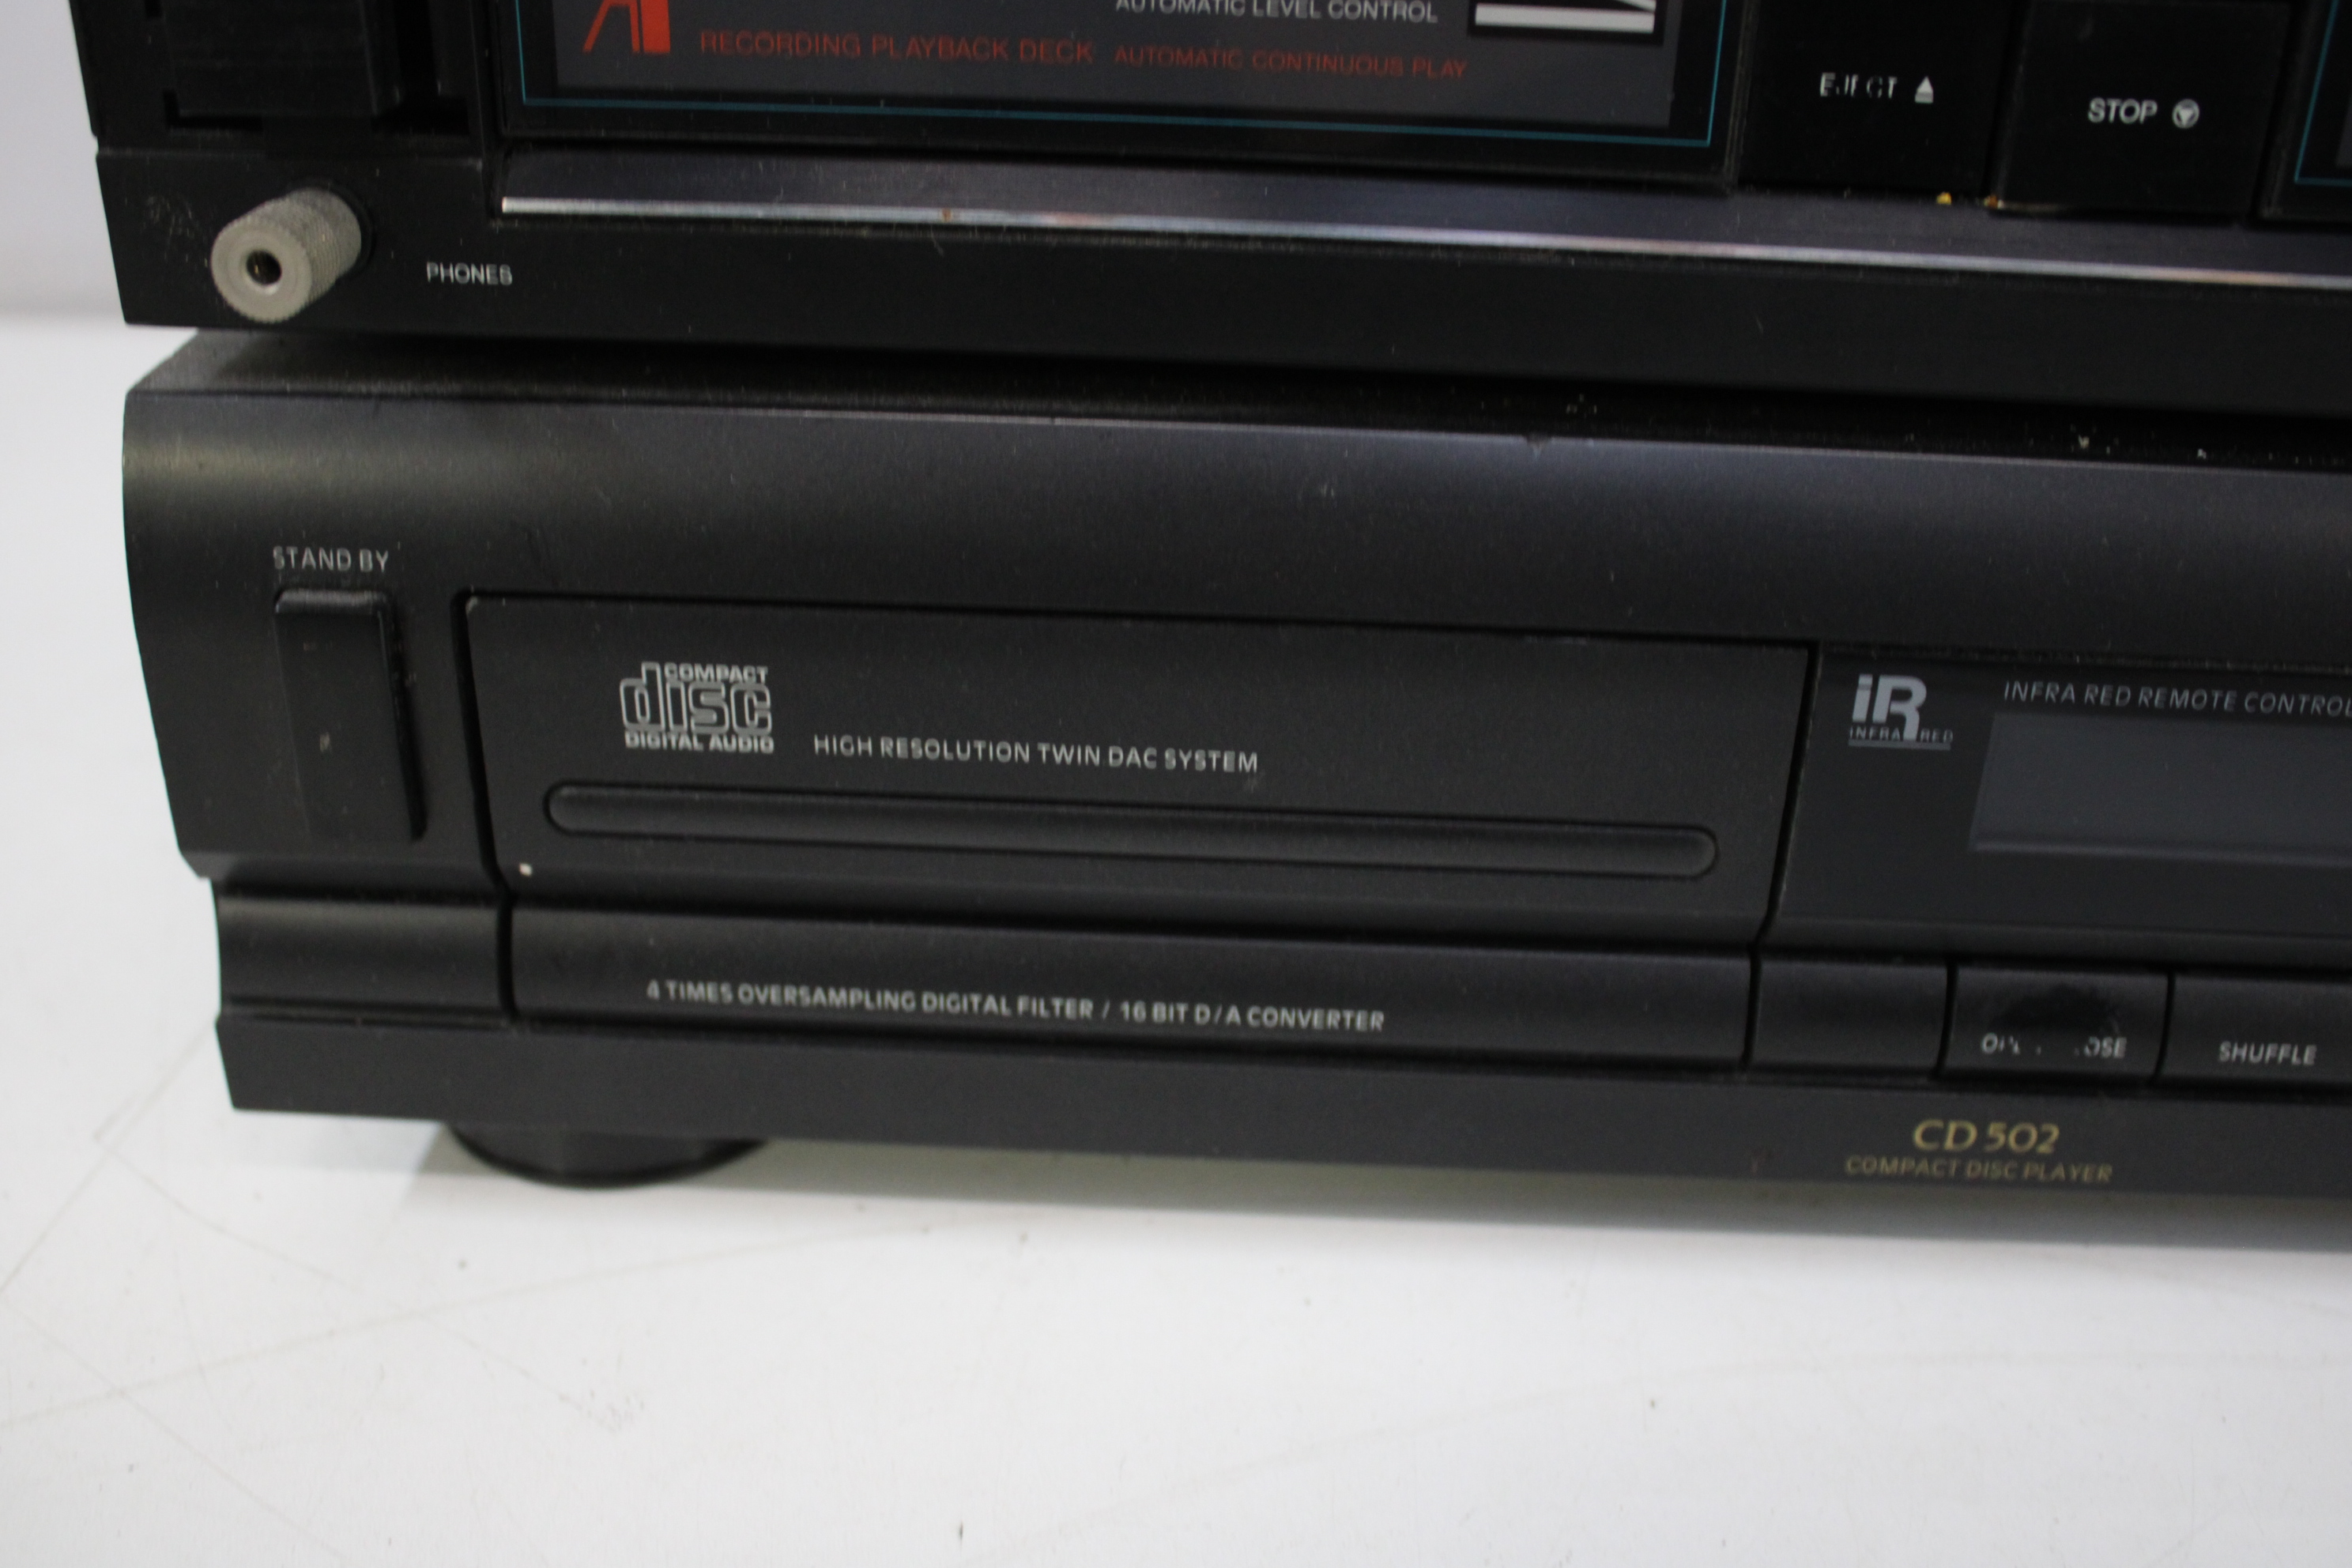 AUTOMATIC LEVEL CONTROL
RECORDING PLAYBACK DECK AUTOMATIC CONTINUOUS PLAY
EJECT
STOP
PHONES
STAND BY
COMPACT
disc
DIGITAL AUDIO
HIGH RESOLUTION TWIN DAC SYSTEM
iR
INFRA RED
INFRA RED REMOTE CONTROL
4 TIMES OVERSAMPLING DIGITAL FILTER / 16 BIT D/A CONVERTER
SHUFFLE
CD 502
COMPACT DISC PLAYER